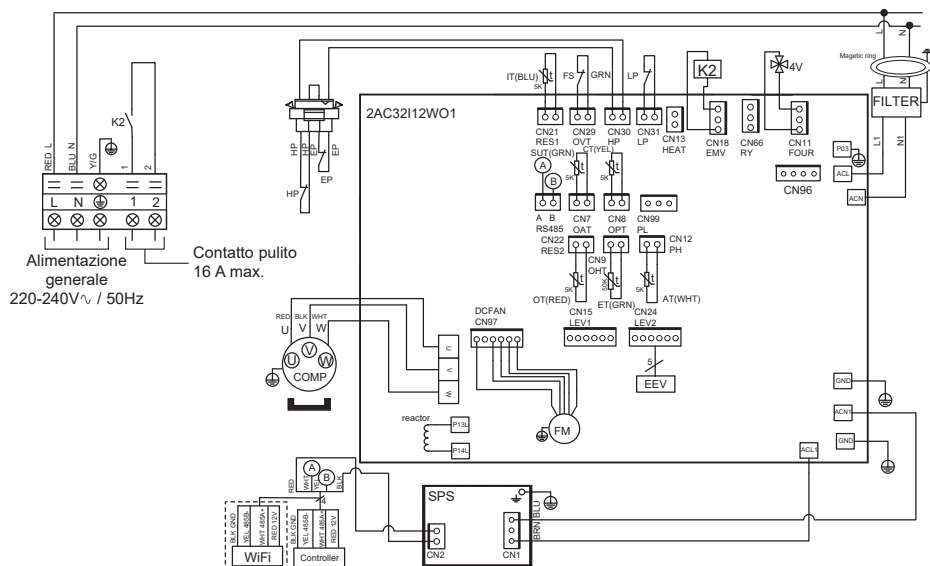 2AC32I12WO1
RED L
BLU N
Y/G
K2
1
2
L N 1 2
Alimentazione
generale
220-240V∿ / 50Hz
Contatto pulito
16 A max.
HP HP EP EP
HP
EP
IT(BLU)
5K
t
FS
GRN
LP
K2
4V
Magetic ring
L
N
L
N
FILTER
L1
N1
CN21
RES1
CN29
OVT
CN30
HP
CN31
LP
CN13
HEAT
CN18
EMV
CN66
RY
CN11
FOUR
P03
ACL
ACN
CN96
SUT(GRN)
CT(YEL)
A
B
5K
t
5K
t
A B
RS485
CN7
OAT
CN8
OPT
CN99
PL
CN22
RES2
CN9
OHT
CN12
PH
5K
t
50K
t
5K
t
OT(RED)
ET(GRN)
AT(WHT)
CN15
LEV1
CN24
LEV2
5
EEV
DCFAN
CN97
FM
RED BLK WHT
U V W
U V W
COMP
U
V
W
reactor
P13L
P14L
GND
ACN1
GND
ACL1
RED
WHT
A
YEL
B
BLK
4
BLK GND
YEL 485B-
WHT 485A+
RED 12V
WiFi
BLK GND
YEL 485B-
WHT 485A+
RED 12V
Controller
SPS
CN2
CN1
BLU
BRN